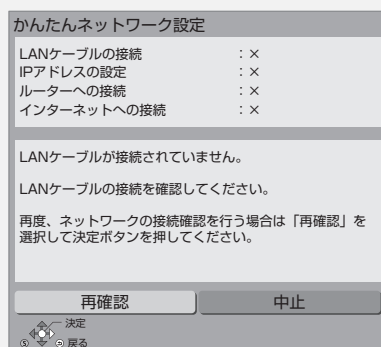 かんたんネットワーク設定
LANケーブルの接続 ：×
IPアドレスの設定 ：×
ルーターへの接続 ：×
インターネットへの接続 ：×
LANケーブルが接続されていません。
LANケーブルの接続を確認してください。
再度、ネットワークの接続確認を行う場合は「再確認」を
選択して決定ボタンを押してください。
再確認 中止
決定
戻る